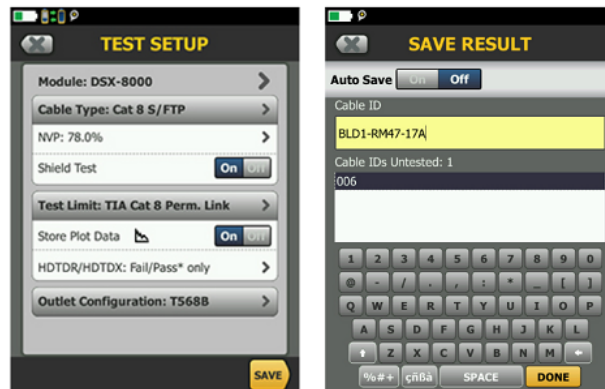 TEST SETUP
Module: DSX-8000
Cable Type: Cat 8 S/FTP
NVP: 78.0%
Shield Test On Off
Test Limit: TIA Cat 8 Perm. Link
Store Plot Data On Off
HDTDR/HDTDX: Fail/Pass* only
Outlet Configuration: T568B
SAVE
SAVE RESULT
Auto Save On Off
Cable ID
BLD1-RM47-17A
Cable IDs Untested: 1
006
1 2 3 4 5 6 7 8 9 0
@ - / . , : * _ [ ]
Q W E R T Y U I O P
A S D F G H J K L
Z X C V B N M
%#+ çñßà SPACE DONE